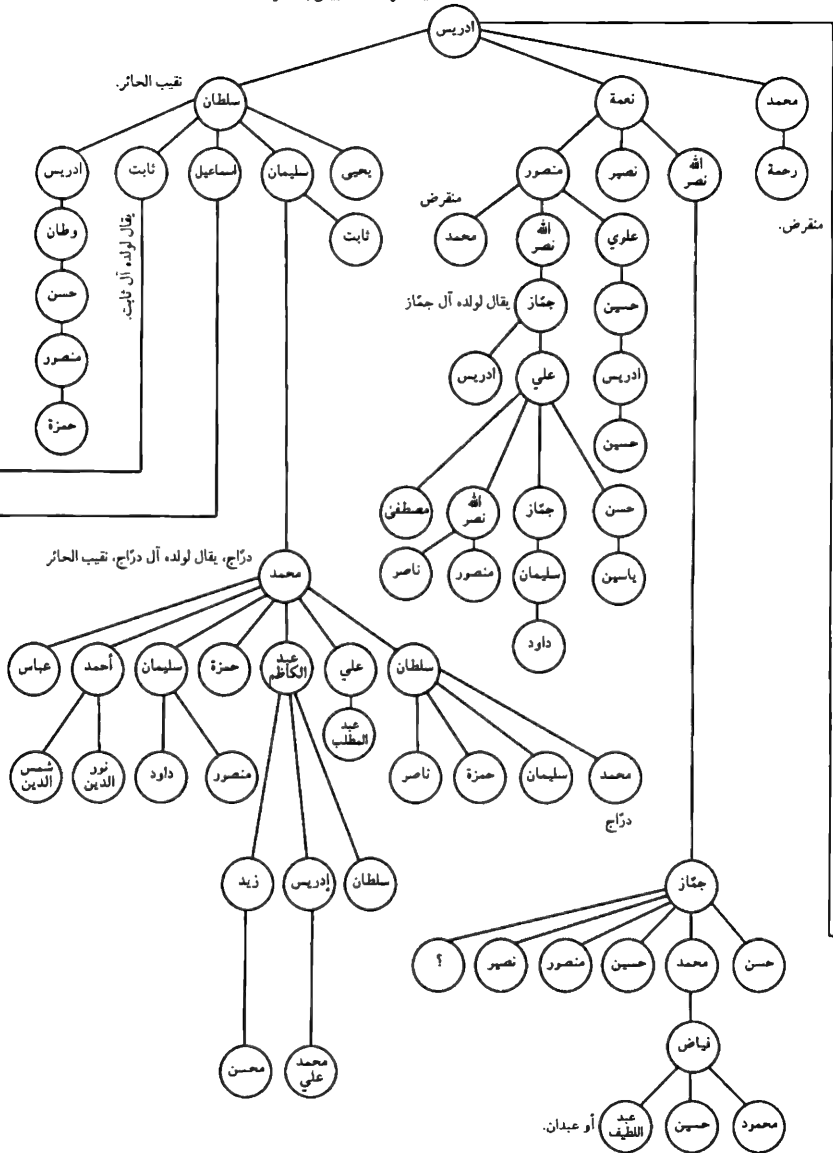 ادريس
نقيب الحائر.
سلطان
نعمة
محمد
ادريس
ثابت
اسماعيل
سليمان
يحيى
منصور
نصير
نصر الله
رحمة
يقال لولده آل ثابت.
ثابت
منقرض
منقرض.
وطان
محمد
نصر الله
علوي
حسن
يقال لولده آل جمّاز
جمّاز
حسين
منصور
ادريس
علي
ادريس
حمزة
حسين
مصطفىٰ
نصر الله
جمّاز
حسن
ناصر
منصور
سليمان
ياسين
داود
درّاج، يقال لولده آل درّاج، نقيب الحائر
محمد
عباس
أحمد
سليمان
حمزة
عبد الكاظم
علي
سلطان
عبد المطلب
شمس الدين
نور الدين
داود
منصور
ناصر
حمزة
سليمان
محمد
درّاج
زيد
إدريس
سلطان
جمّاز
؟
نصير
منصور
حسين
محمد
حسن
محسن
محمد علي
فياض
أو عبدان.
عبد اللطيف
حسين
محمود